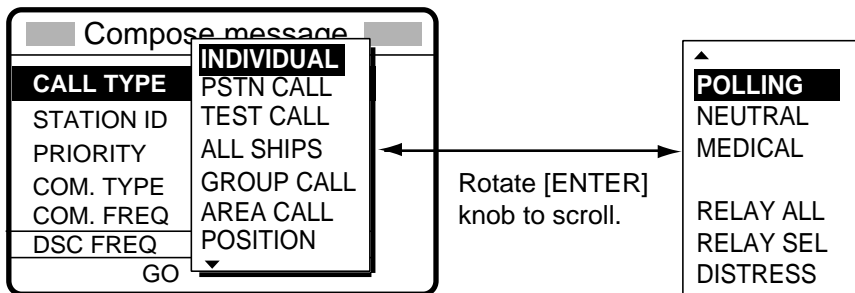 Compose message
CALL TYPE
STATION ID
PRIORITY
COM. TYPE
COM. FREQ
DSC FREQ
GO
INDIVIDUAL
PSTN CALL
TEST CALL
ALL SHIPS
GROUP CALL
AREA CALL
POSITION
Rotate [ENTER]
knob to scroll.
POLLING
NEUTRAL
MEDICAL
RELAY ALL
RELAY SEL
DISTRESS